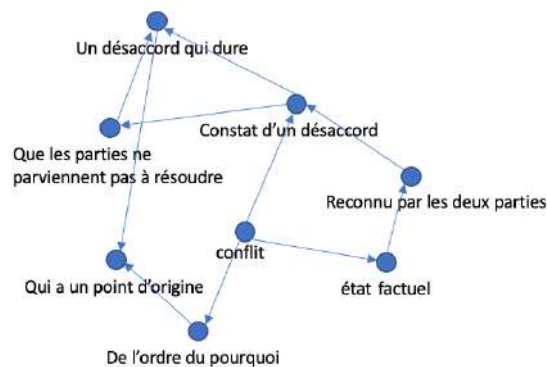 Un désaccord qui dure
Constat d'un désaccord
Que les parties ne
parviennent pas à résoudre
Reconnu par les deux parties
conflit
Qui a un point d'origine
état factuel
De l'ordre du pourquoi